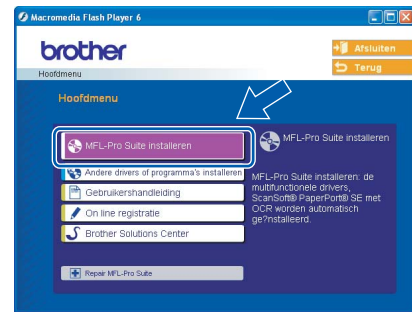 Macromedia Flash Player 6
brother
Afsluiten
Terug
Hoofdmenu
Hoofdmenu
MFL-Pro Suite installeren
Andere drivers of programma's installeren
Gebruikershandleiding
On line registratie
Brother Solutions Center
Repair MFL-Pro Suite
MFL-Pro Suite installeren
MFL-Pro Suite installeren: de
multifunctionele drivers,
ScanSoft® PaperPort® SE met
OCR worden automatisch
ge?nstalleerd.